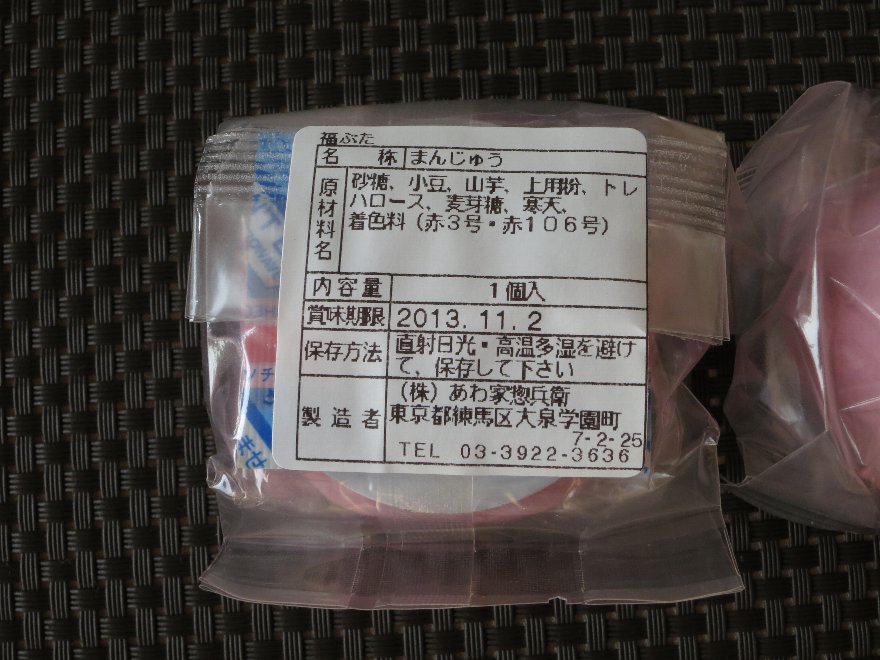 福ぶた
名 称 まんじゅう
原材料名 砂糖、小豆、山芋、上用粉、トレ
ハロース、麦芽糖、寒天、
着色料(赤3号・赤106号)
内容量 1個入
賞味期限 2013.11.2
保存方法 直射日光・高温多湿を避け
て、保存して下さい
製造者 (株)あわ家惣兵衛
東京都練馬区大泉学園町
7-2-25
TEL 03-3922-3636